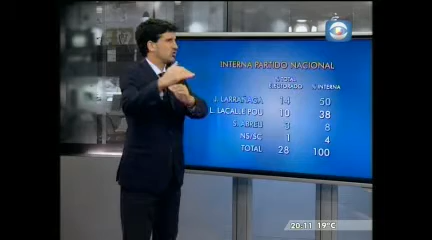 INTERNA PARTIDO NACIONAL
% TOTAL
ELECTORADO % INTERNA
J. LARRAÑAGA 14 50
L. LACALLE POU 10 38
S. ABREU 3 8
NS/SC 1 4
TOTAL 28 100
20:11 19°C